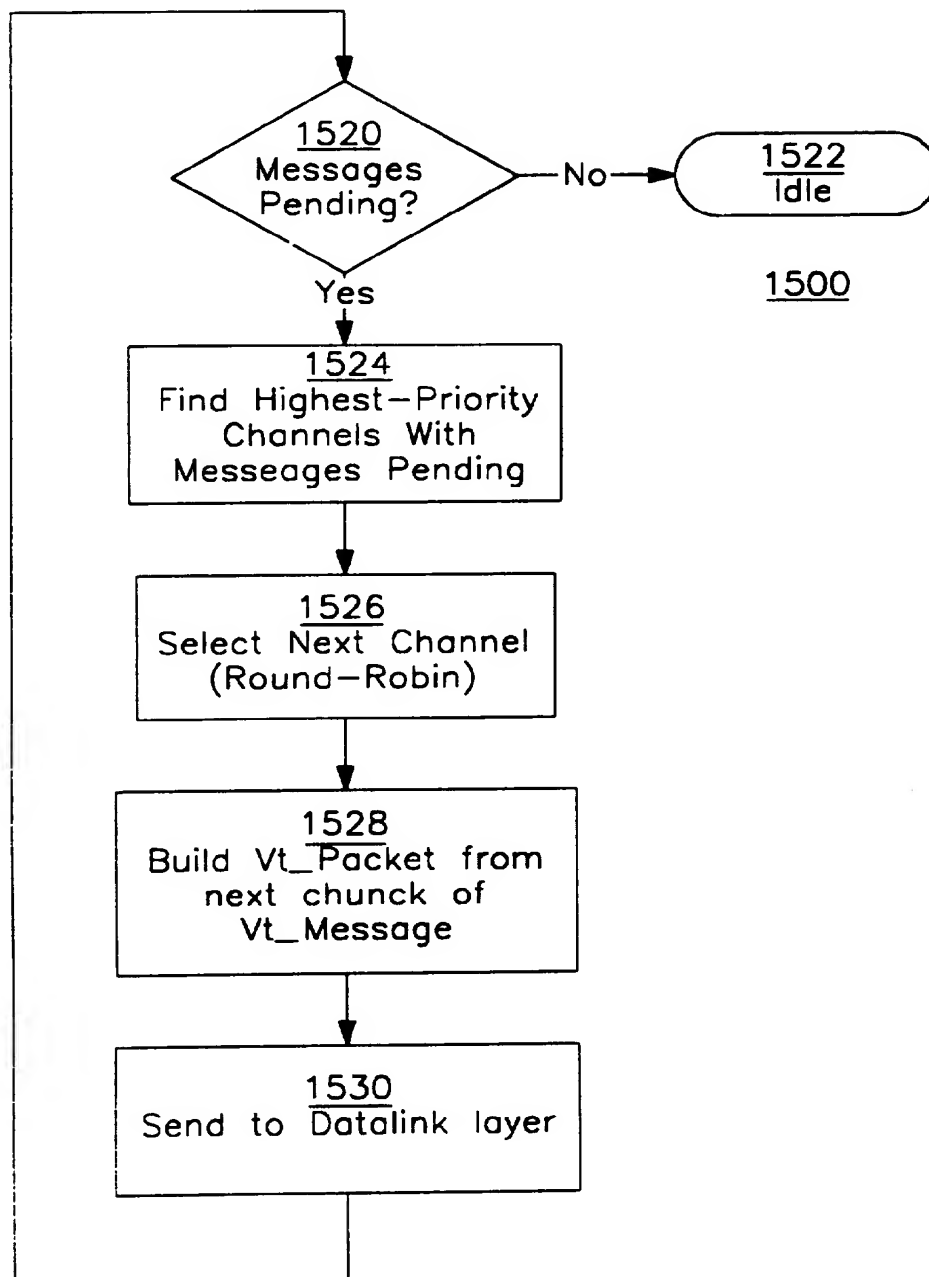 1520
Messages
Pending?
No
1522
Idle
1500
Yes
1524
Find Highest-Priority
Channels With
Messeages Pending
1526
Select Next Channel
(Round-Robin)
1528
Build Vt_Packet from
next chunck of
Vt_Message
1530
Send to Datalink layer